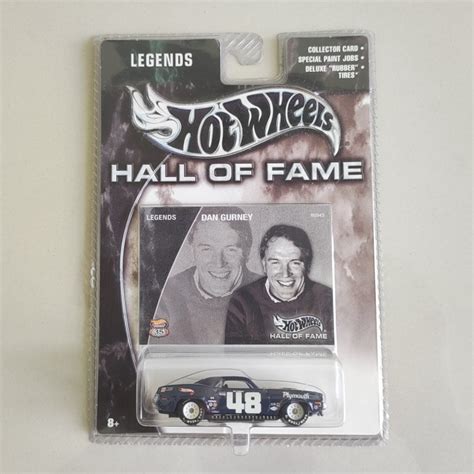 LEGENDS
COLLECTOR CARD •
SPECIAL PAINT JOBS •
DELUXE "RUBBER" •
TIRES
Hot Wheels
HALL OF FAME
LEGENDS
DAN GURNEY
Hot Wheels
HALL OF FAME
35
48
Plymouth
8+